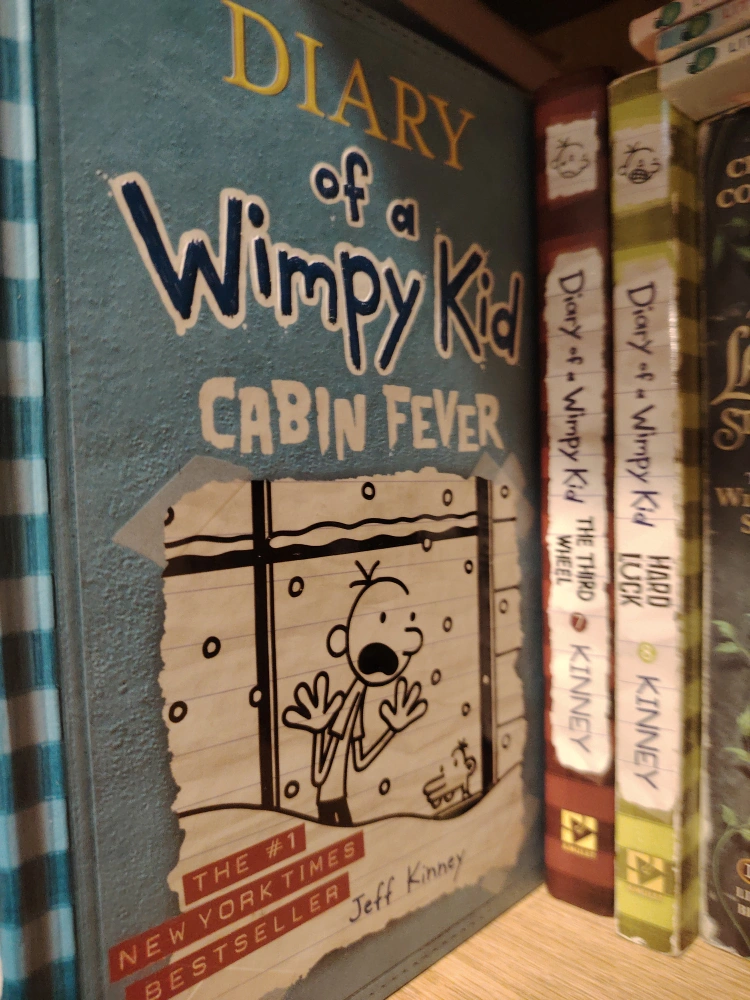 DIARY
of a
Wimpy Kid
CABIN FEVER
THE #1
NEW YORK TIMES
BESTSELLER
Jeff Kinney
Diary of a Wimpy Kid
THE THIRD
WHEEL
7
KINNEY
Diary of a Wimpy Kid
HARD
LUCK
8
KINNEY